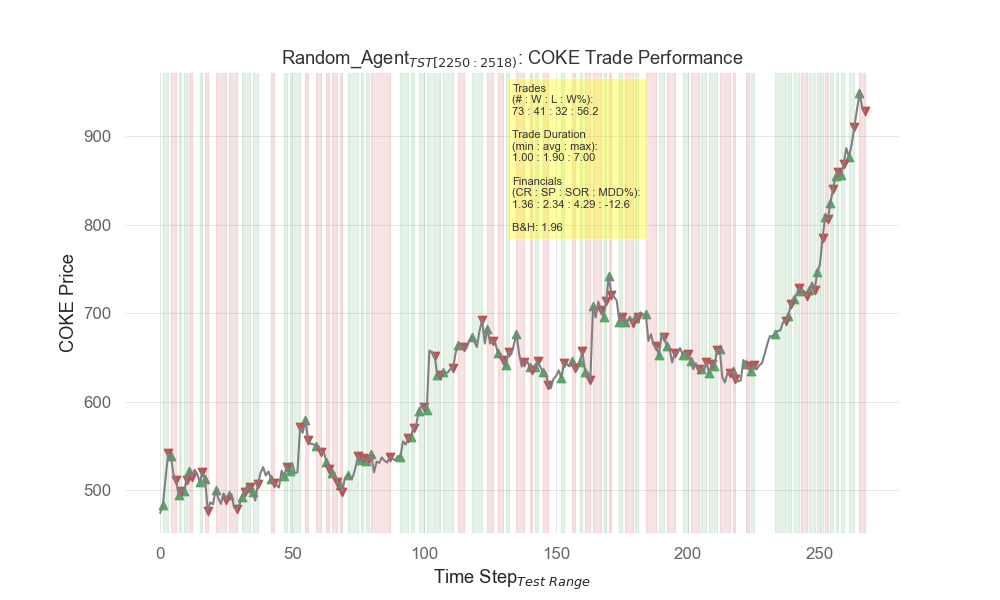 Random_Agent TST[2250:2518): COKE Trade Performance
Trades
(# : W : L : W%):
73 : 41 : 32 : 56.2
Trade Duration
(min : avg : max):
1.00 : 1.90 : 7.00
Financials
(CR : SP : SOR : MDD%):
1.36 : 2.34 : 4.29 : -12.6
B&H: 1.96
COKE Price
900
800
700
600
500
0 50 100 150 200 250
Time Step Test Range